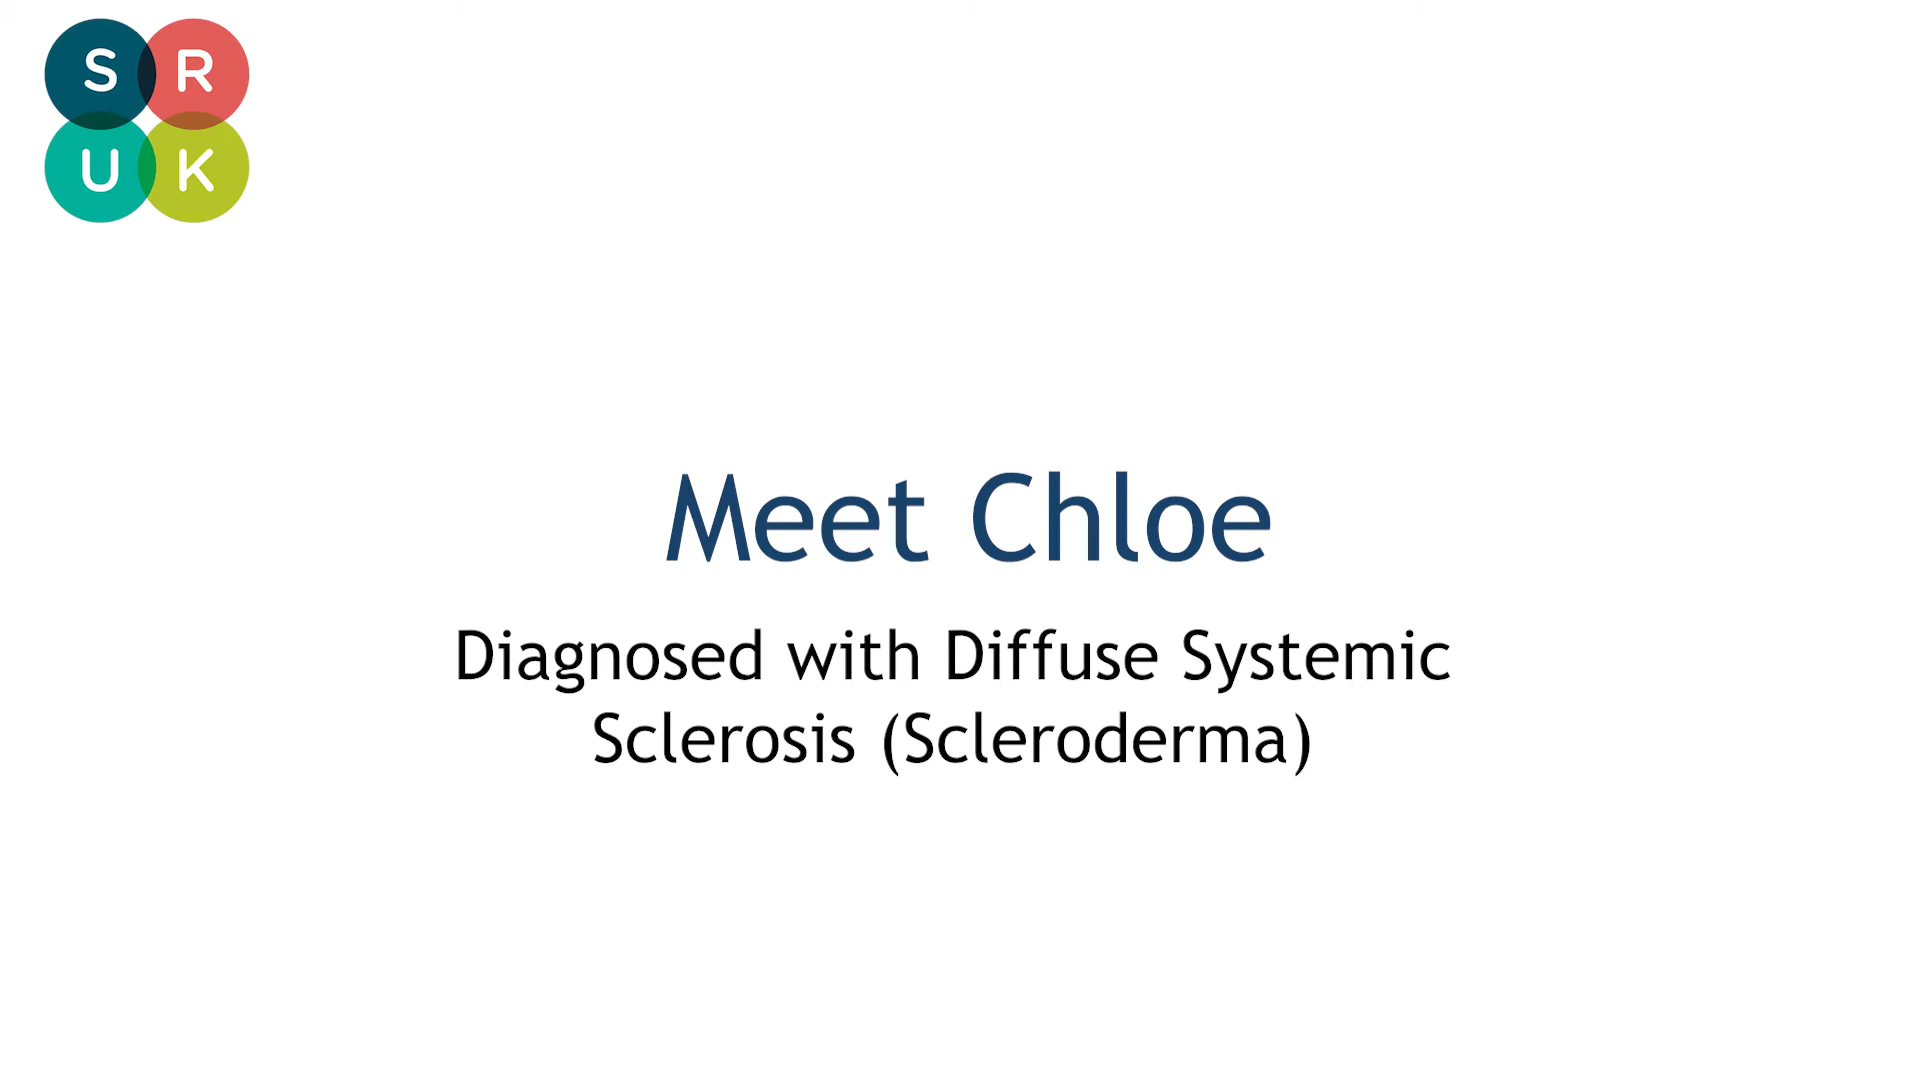 S R
U K
Meet Chloe
Diagnosed with Diffuse Systemic
Sclerosis (Scleroderma)